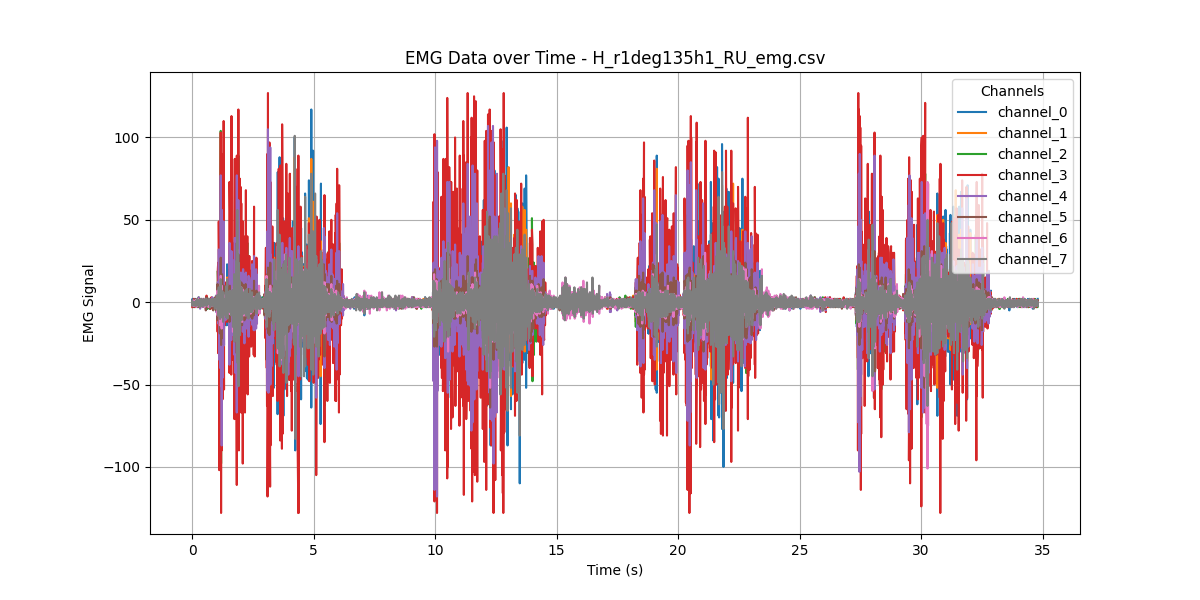 EMG Data over Time - H_r1deg135h1_RU_emg.csv
Channels
channel_0
channel_1
channel_2
channel_3
channel_4
channel_5
channel_6
channel_7
EMG Signal
100
50
0
−50
−100
0 5 10 15 20 25 30 35
Time (s)